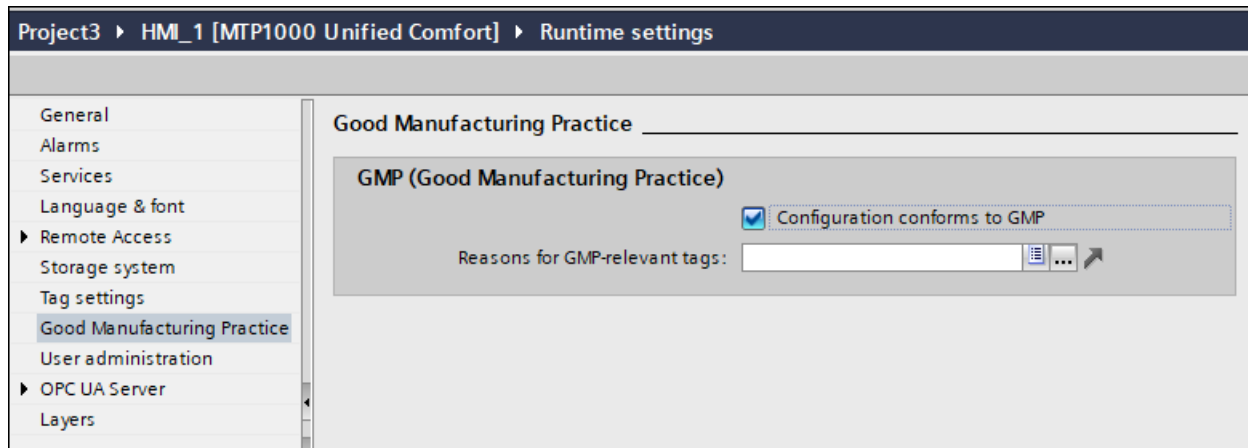 Project3 ▸ HMI_1 [MTP1000 Unified Comfort] ▸ Runtime settings
General
Alarms
Services
Language & font
Remote Access
Storage system
Tag settings
Good Manufacturing Practice
User administration
OPC UA Server
Layers
Good Manufacturing Practice
GMP (Good Manufacturing Practice)
Configuration conforms to GMP
Reasons for GMP-relevant tags:
...